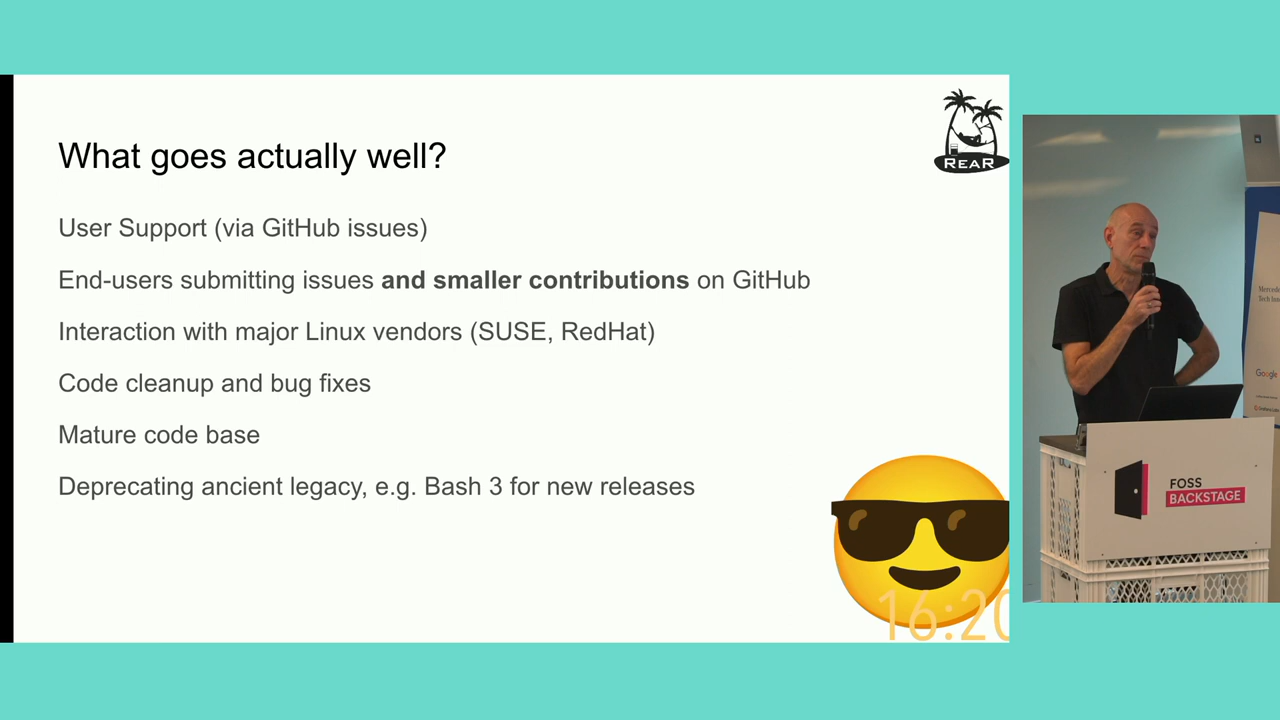 What goes actually well?
User Support (via GitHub issues)
End-users submitting issues and smaller contributions on GitHub
Interaction with major Linux vendors (SUSE, RedHat)
Code cleanup and bug fixes
Mature code base
Deprecating ancient legacy, e.g. Bash 3 for new releases
REAR
16:20
Tech
Google
FOSS
BACKSTAGE